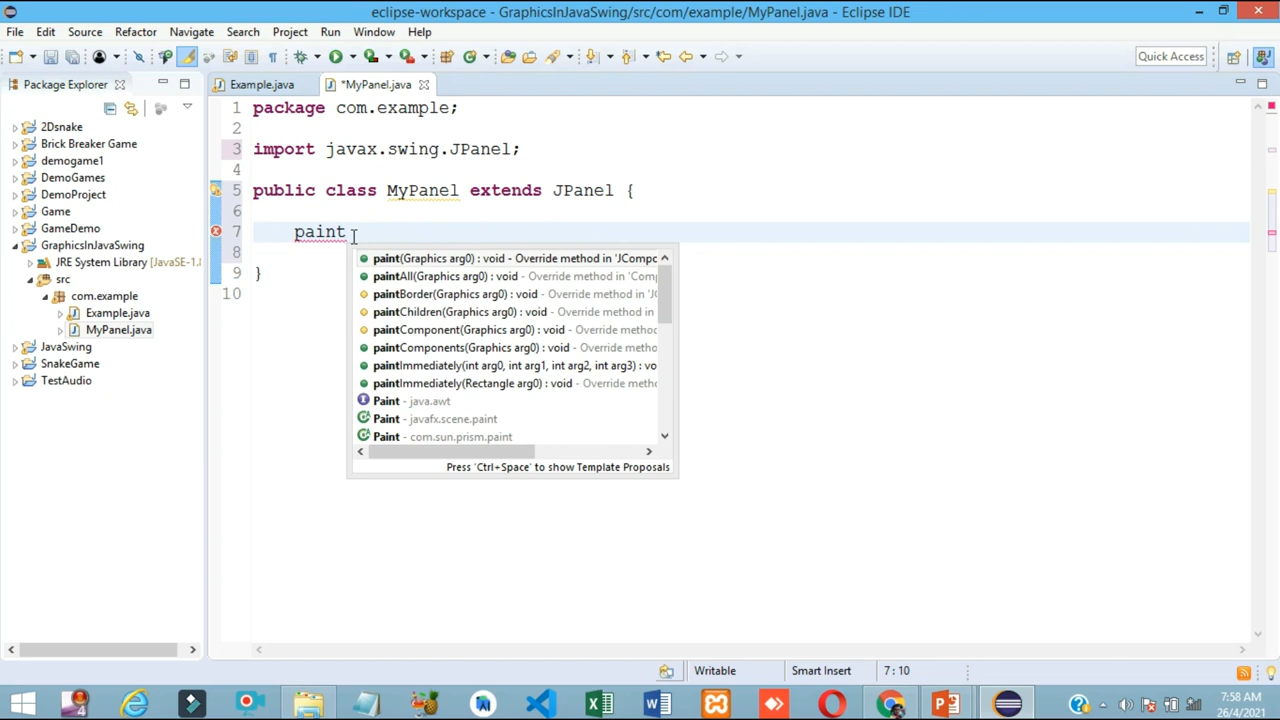 eclipse-workspace - GraphicsInJavaSwing/src/com/example/MyPanel.java - Eclipse IDE
File Edit Source Refactor Navigate Search Project Run Window Help
Quick Access
Package Explorer
Example.java
*MyPanel.java
2Dsnake
Brick Breaker Game
demogame1
DemoGames
DemoProject
Game
GameDemo
GraphicsInJavaSwing
JRE System Library [JavaSE-1.8
src
com.example
Example.java
MyPanel.java
JavaSwing
SnakeGame
TestAudio
1 package com.example;
2
3 import javax.swing.JPanel;
4
5 public class MyPanel extends JPanel {
6
7 paint
8
9 }
10
paint(Graphics arg0) : void - Override method in 'JCompc
paintAll(Graphics arg0) : void - Override method in 'Comp
paintBorder(Graphics arg0) : void - Override method in 'JC
paintChildren(Graphics arg0) : void - Override method in
paintComponent(Graphics arg0) : void - Override method
paintComponents(Graphics arg0) : void - Override metho
paintImmediately(int arg0, int arg1, int arg2, int arg3) : vo
paintImmediately(Rectangle arg0) : void - Override metho
Paint - java.awt
Paint - javafx.scene.paint
Paint - com.sun.prism.paint
Press 'Ctrl+Space' to show Template Proposals
Writable
Smart Insert
7 : 10
7:58 AM
26/4/2021